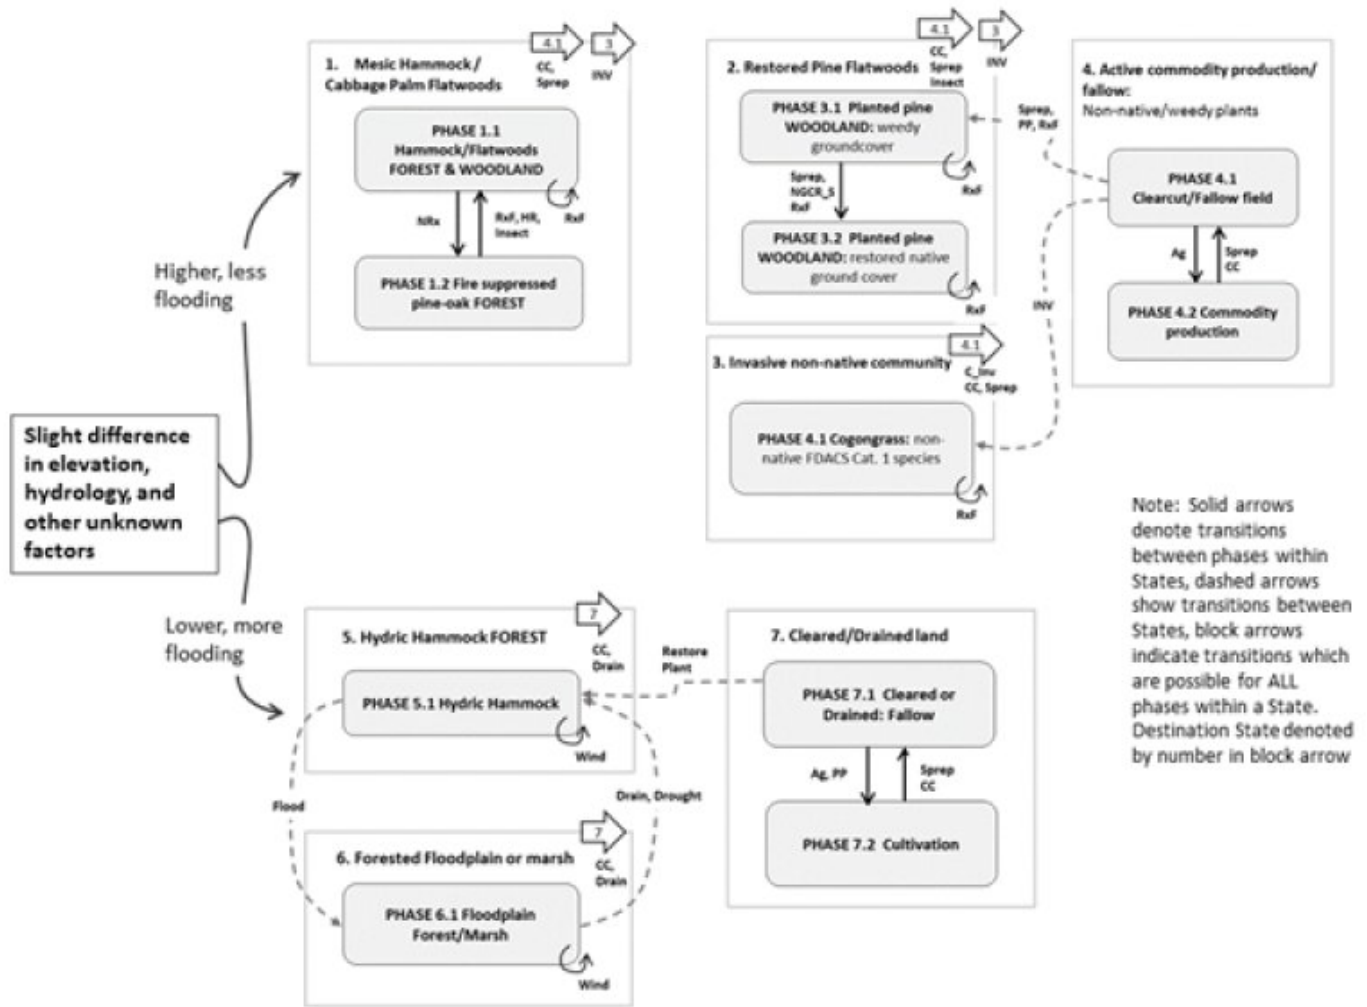 4.1
3
CC,
Sprep
INV
1. Mesic Hammock /
Cabbage Palm Flatwoods
PHASE 1.1
Hammock/Flatwoods
FOREST & WOODLAND
RxF
NRx
RxF, HR,
Insect
PHASE 1.2 Fire suppressed
pine-oak FOREST
4.1
3
CC,
Sprep
Insect
INV
2. Restored Pine Flatwoods
PHASE 3.1 Planted pine
WOODLAND: weedy
groundcover
RxF
Sprep,
NGCR_S
RxF
PHASE 3.2 Planted pine
WOODLAND: restored native
ground cover
RxF
Sprep,
PP, RxF
4. Active commodity production/
fallow:
Non-native/weedy plants
PHASE 4.1
Clearcut/Fallow field
Ag
Sprep
CC
PHASE 4.2 Commodity
production
INV
4.1
3. Invasive non-native community
C_Inv
CC, Sprep
PHASE 4.1 Cogongrass: non-
native FDACS Cat. 1 species
RxF
Higher, less
flooding
Slight difference
in elevation,
hydrology, and
other unknown
factors
Lower, more
flooding
7
5. Hydric Hammock FOREST
CC,
Drain
PHASE 5.1 Hydric Hammock
Wind
Restore
Plant
Flood
Drain, Drought
7
6. Forested Floodplain or marsh
CC,
Drain
PHASE 6.1 Floodplain
Forest/Marsh
Wind
7. Cleared/Drained land
PHASE 7.1 Cleared or
Drained: Fallow
Ag, PP
Sprep
CC
PHASE 7.2 Cultivation
Note: Solid arrows
denote transitions
between phases within
States, dashed arrows
show transitions between
States, block arrows
indicate transitions which
are possible for ALL
phases within a State.
Destination State denoted
by number in block arrow